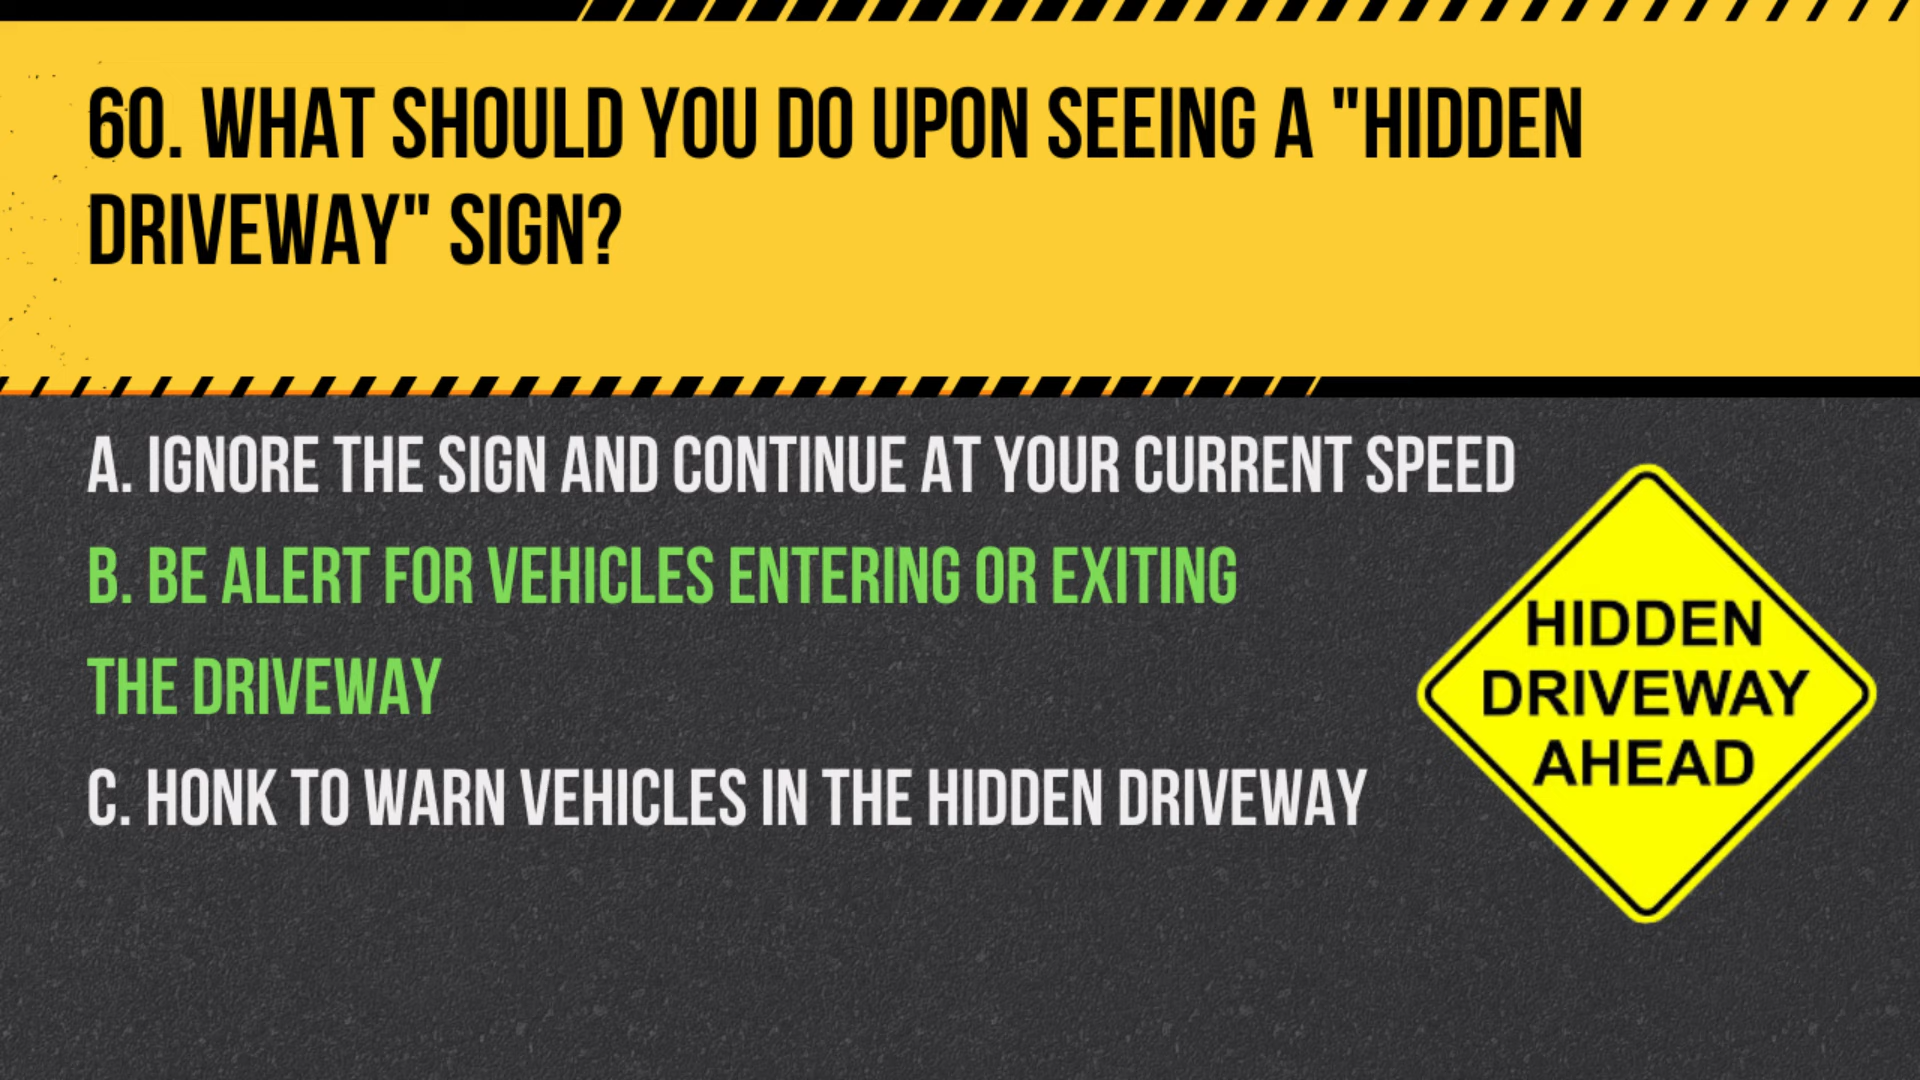 60. WHAT SHOULD YOU DO UPON SEEING A "HIDDEN
DRIVEWAY" SIGN?
A. IGNORE THE SIGN AND CONTINUE AT YOUR CURRENT SPEED
B. BE ALERT FOR VEHICLES ENTERING OR EXITING
THE DRIVEWAY
C. HONK TO WARN VEHICLES IN THE HIDDEN DRIVEWAY
HIDDEN
DRIVEWAY
AHEAD